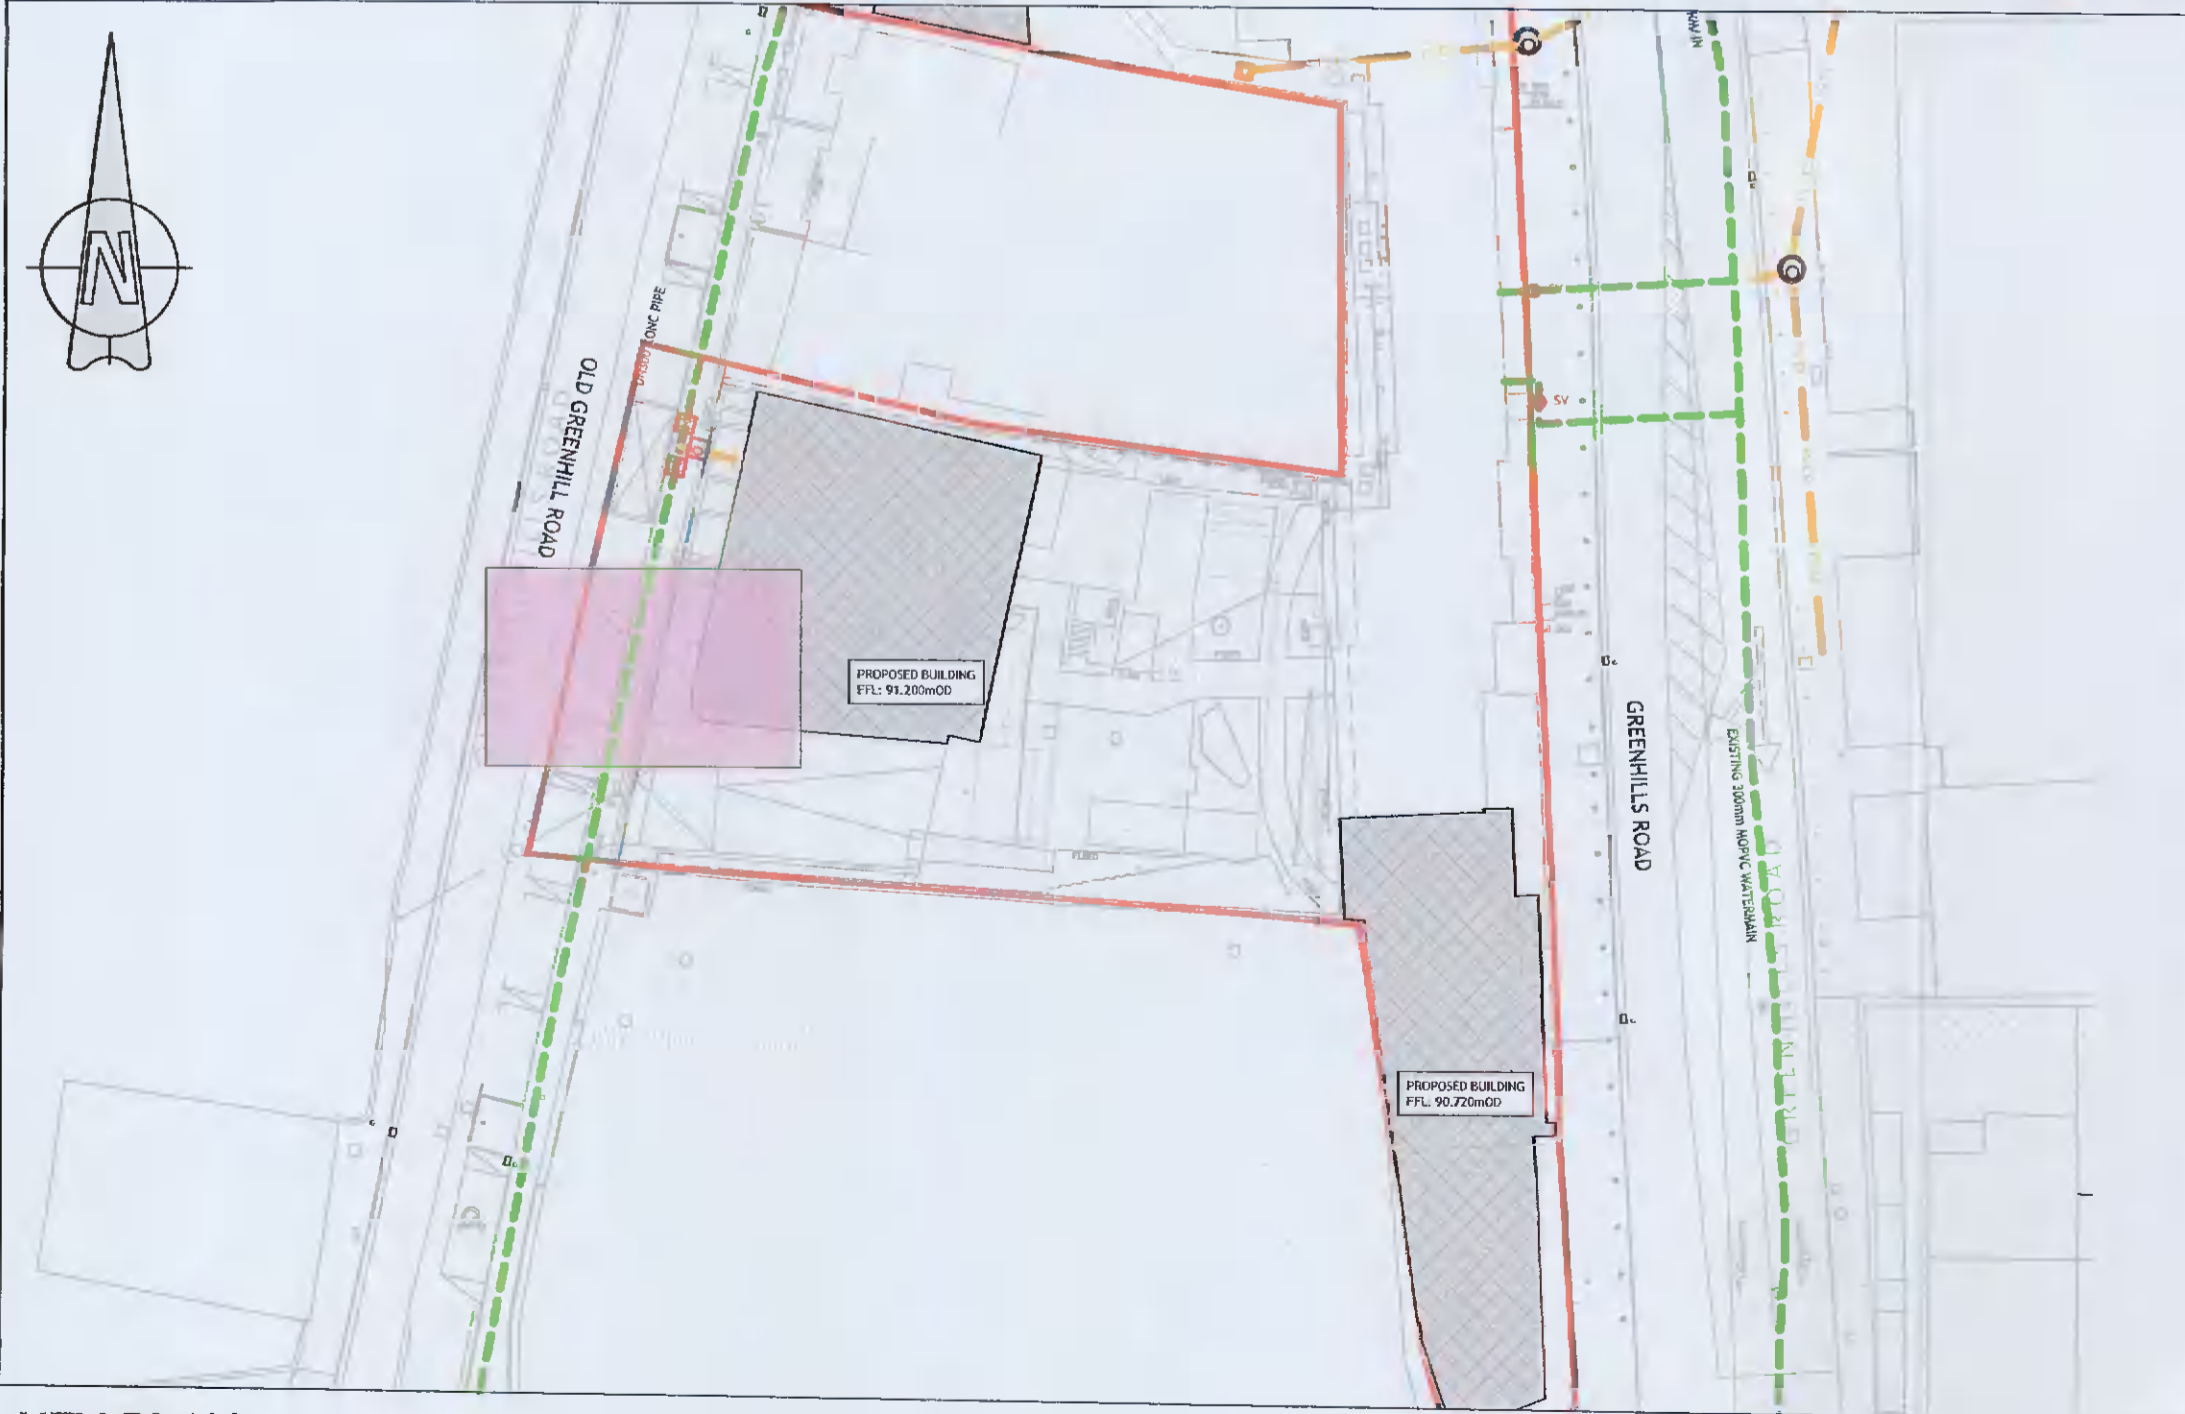 N
OLD GREENHILL ROAD
SV
PROPOSED BUILDING
FFL: 91.200mOD
GREENHILLS ROAD
EXISTING 300mm MOPVC WATERMAIN
PROPOSED BUILDING
FFL: 90.720mOD